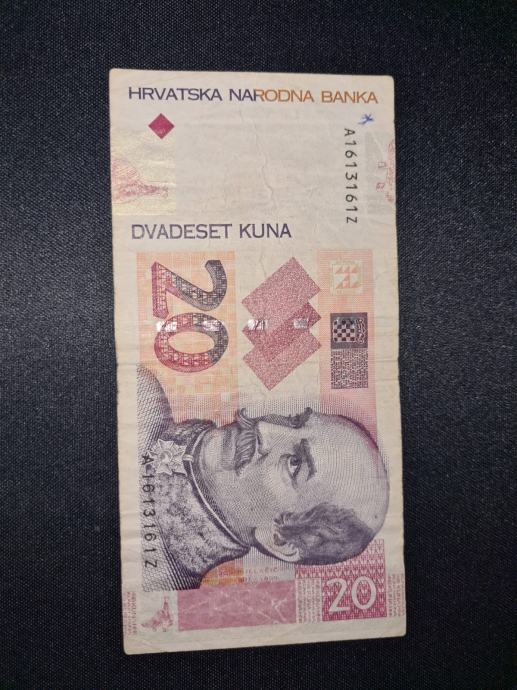 HRVATSKA NARODNA BANKA
A1613161Z
DVADESET KUNA
20
A1613161Z
20